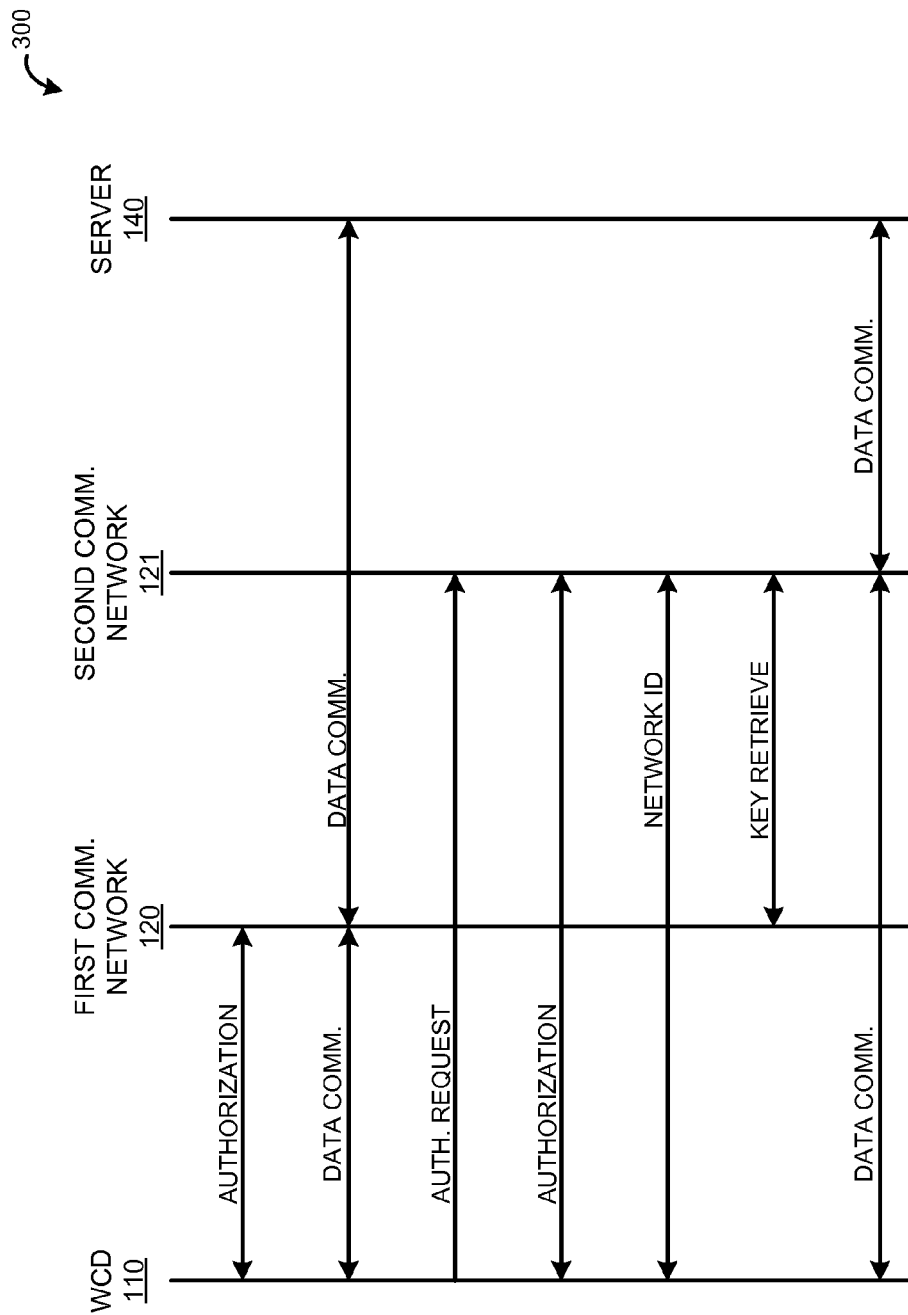 300
WCD
110
FIRST COMM.
NETWORK
120
SECOND COMM.
NETWORK
121
SERVER
140
AUTHORIZATION
DATA COMM.
DATA COMM.
AUTH. REQUEST
AUTHORIZATION
NETWORK ID
KEY RETRIEVE
DATA COMM.
DATA COMM.